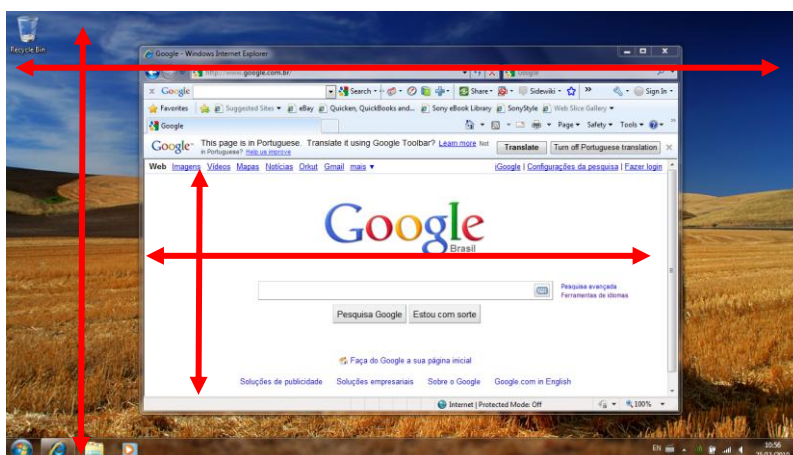 Recycle Bin
Google - Windows Internet Explorer
http://www.google.com.br/
Google
x Google
Search
Share
Sidewiki
»
Sign In
Favorites
Suggested Sites
eBay
Quicken, QuickBooks and...
Sony eBook Library
SonyStyle
Web Slice Gallery
Google
Page
Safety
Tools
»
Google
This page is in Portuguese. Translate it using Google Toolbar? Learn more Not
in Portuguese? Help us improve
Translate
Turn off Portuguese translation
Web Imagens Vídeos Mapas Notícias Orkut Gmail mais
iGoogle | Configurações da pesquisa | Fazer login
Google
Brasil
Pesquisa avançada
Ferramentas de idiomas
Pesquisa Google
Estou com sorte
Faça do Google a sua página inicial
Soluções de publicidade Soluções empresariais Sobre o Google Google.com in English
Internet | Protected Mode: Off
100%
EN
10:56